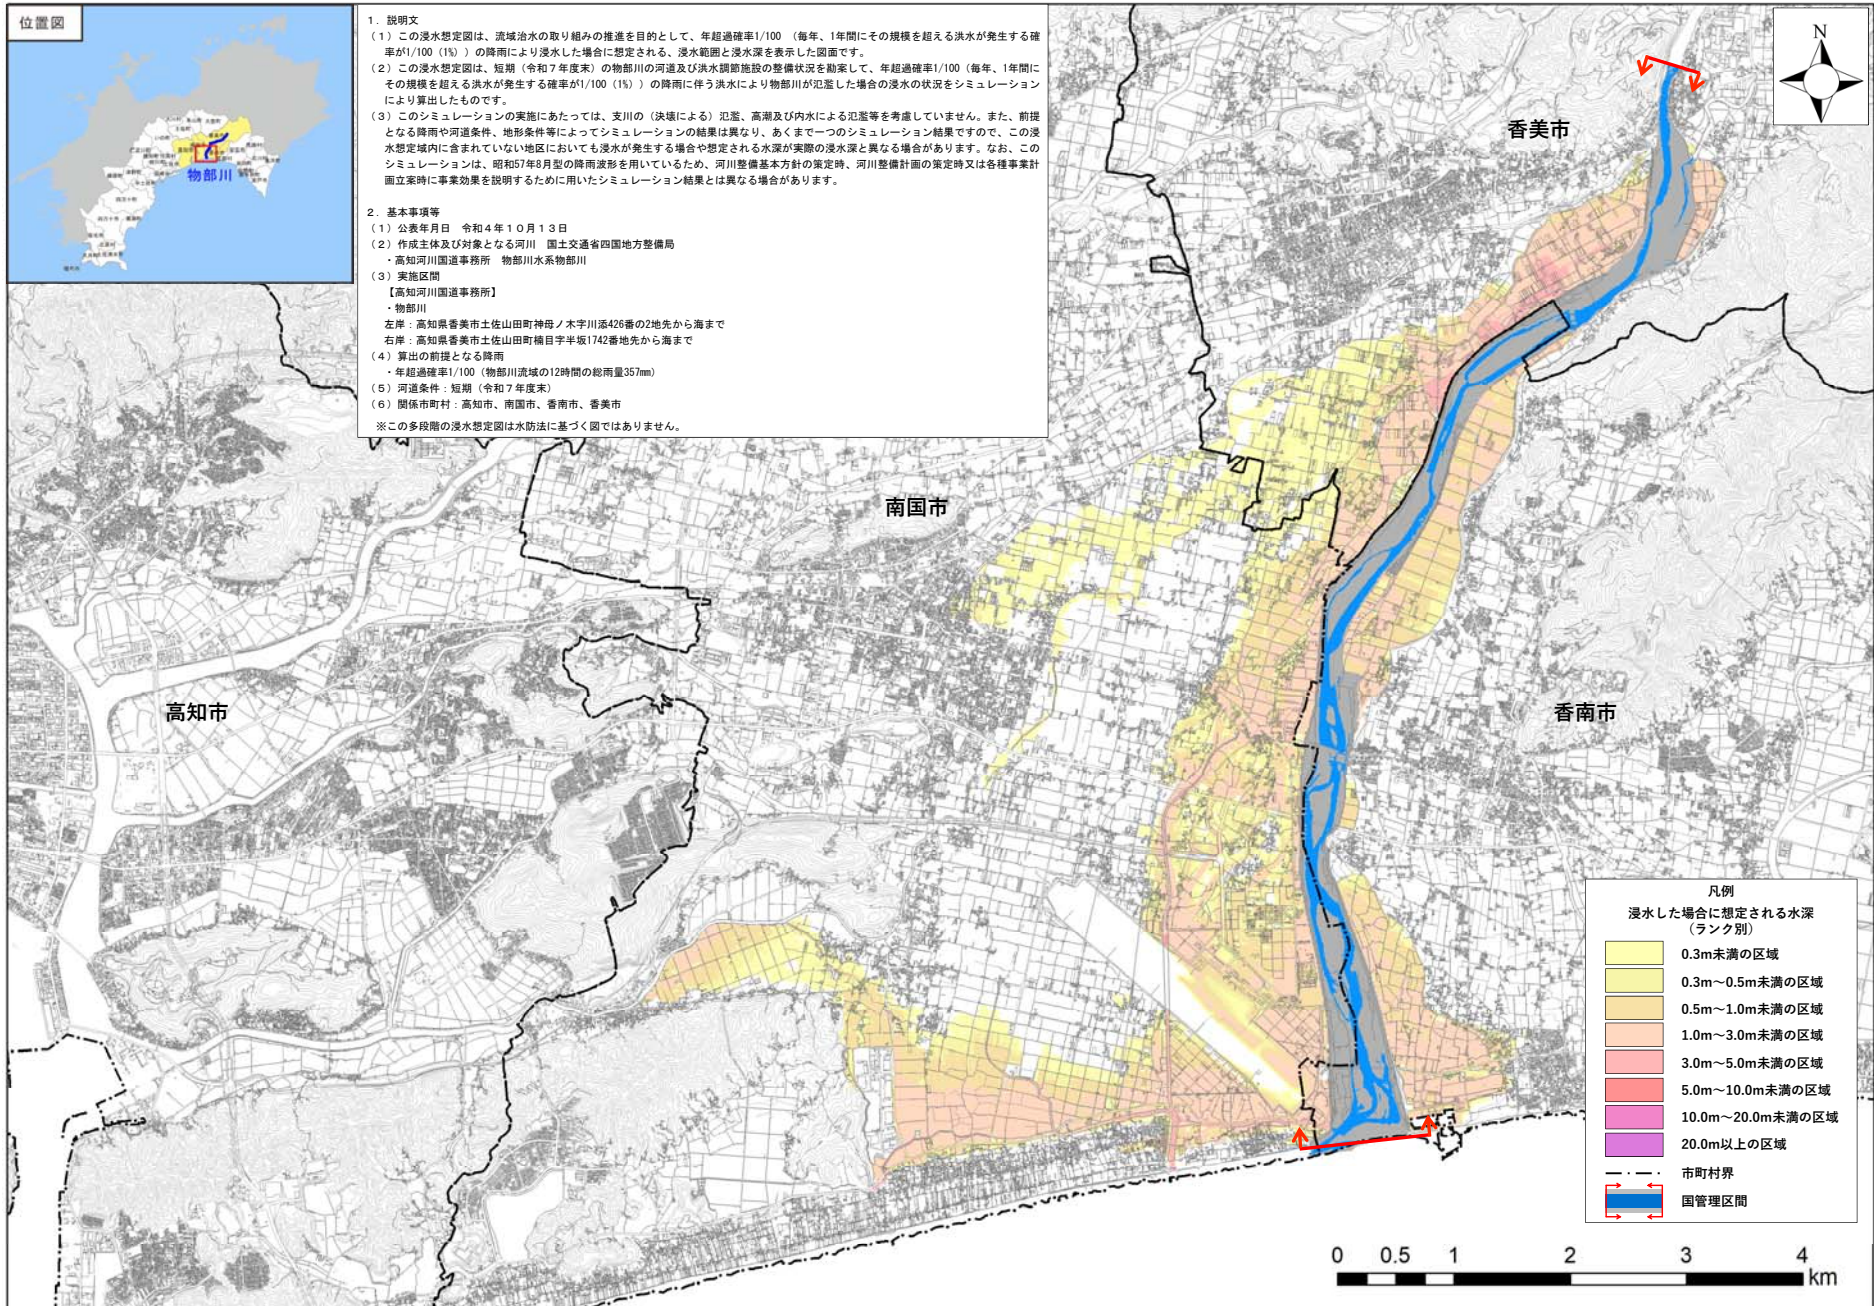 位置図
物部川
1. 説明文
(1) この浸水想定図は、流域治水の取り組みの推進を目的として、年超過確率1/100 (毎年、1年間にその規模を超える洪水が発生する確
率が1/100 (1%) ) の降雨により浸水した場合に想定される、浸水範囲と浸水深を表示した図面です。
(2) この浸水想定図は、短期 (令和7年度末) の物部川の河道及び洪水調節施設の整備状況を勘案して、年超過確率1/100 (毎年、1年間に
その規模を超える洪水が発生する確率が1/100 (1%) ) の降雨に伴う洪水により物部川が氾濫した場合の浸水の状況をシミュレーション
により算出したものです。
(3) このシミュレーションの実施にあたっては、支川の (決壊による) 氾濫、高潮及び内水による氾濫等を考慮していません。また、前提
となる降雨や河道条件、地形条件等によってシミュレーションの結果は異なり、あくまで一つのシミュレーション結果ですので、この浸
水想定域内に含まれていない地区においても浸水が発生する場合や想定される水深が実際の浸水深と異なる場合があります。なお、この
シミュレーションは、昭和57年8月型の降雨波形を用いているため、河川整備基本方針の策定時、河川整備計画の策定時又は各種事業計
画立案時に事業効果を説明するために用いたシミュレーション結果とは異なる場合があります。
2. 基本事項等
(1) 公表年月日 令和4年10月13日
(2) 作成主体及び対象となる河川 国土交通省四国地方整備局
・高知河川国道事務所 物部川水系物部川
(3) 実施区間
【高知河川国道事務所】
・物部川
左岸:高知県香美市土佐山田町神母ノ木字川添426番の2地先から海まで
右岸:高知県香美市土佐山田町楠目字半坂1742番地先から海まで
(4) 算出の前提となる降雨
・年超過確率1/100 (物部川流域の12時間の総雨量357mm)
(5) 河道条件:短期 (令和7年度末)
(6) 関係市町村:高知市、南国市、香南市、香美市
※この多段階の浸水想定図は水防法に基づく図ではありません。
N
香美市
南国市
高知市
香南市
凡例
浸水した場合に想定される水深
(ランク別)
0.3m未満の区域
0.3m～0.5m未満の区域
0.5m～1.0m未満の区域
1.0m～3.0m未満の区域
3.0m～5.0m未満の区域
5.0m～10.0m未満の区域
10.0m～20.0m未満の区域
20.0m以上の区域
市町村界
国管理区間
0 0.5 1 2 3 4
km